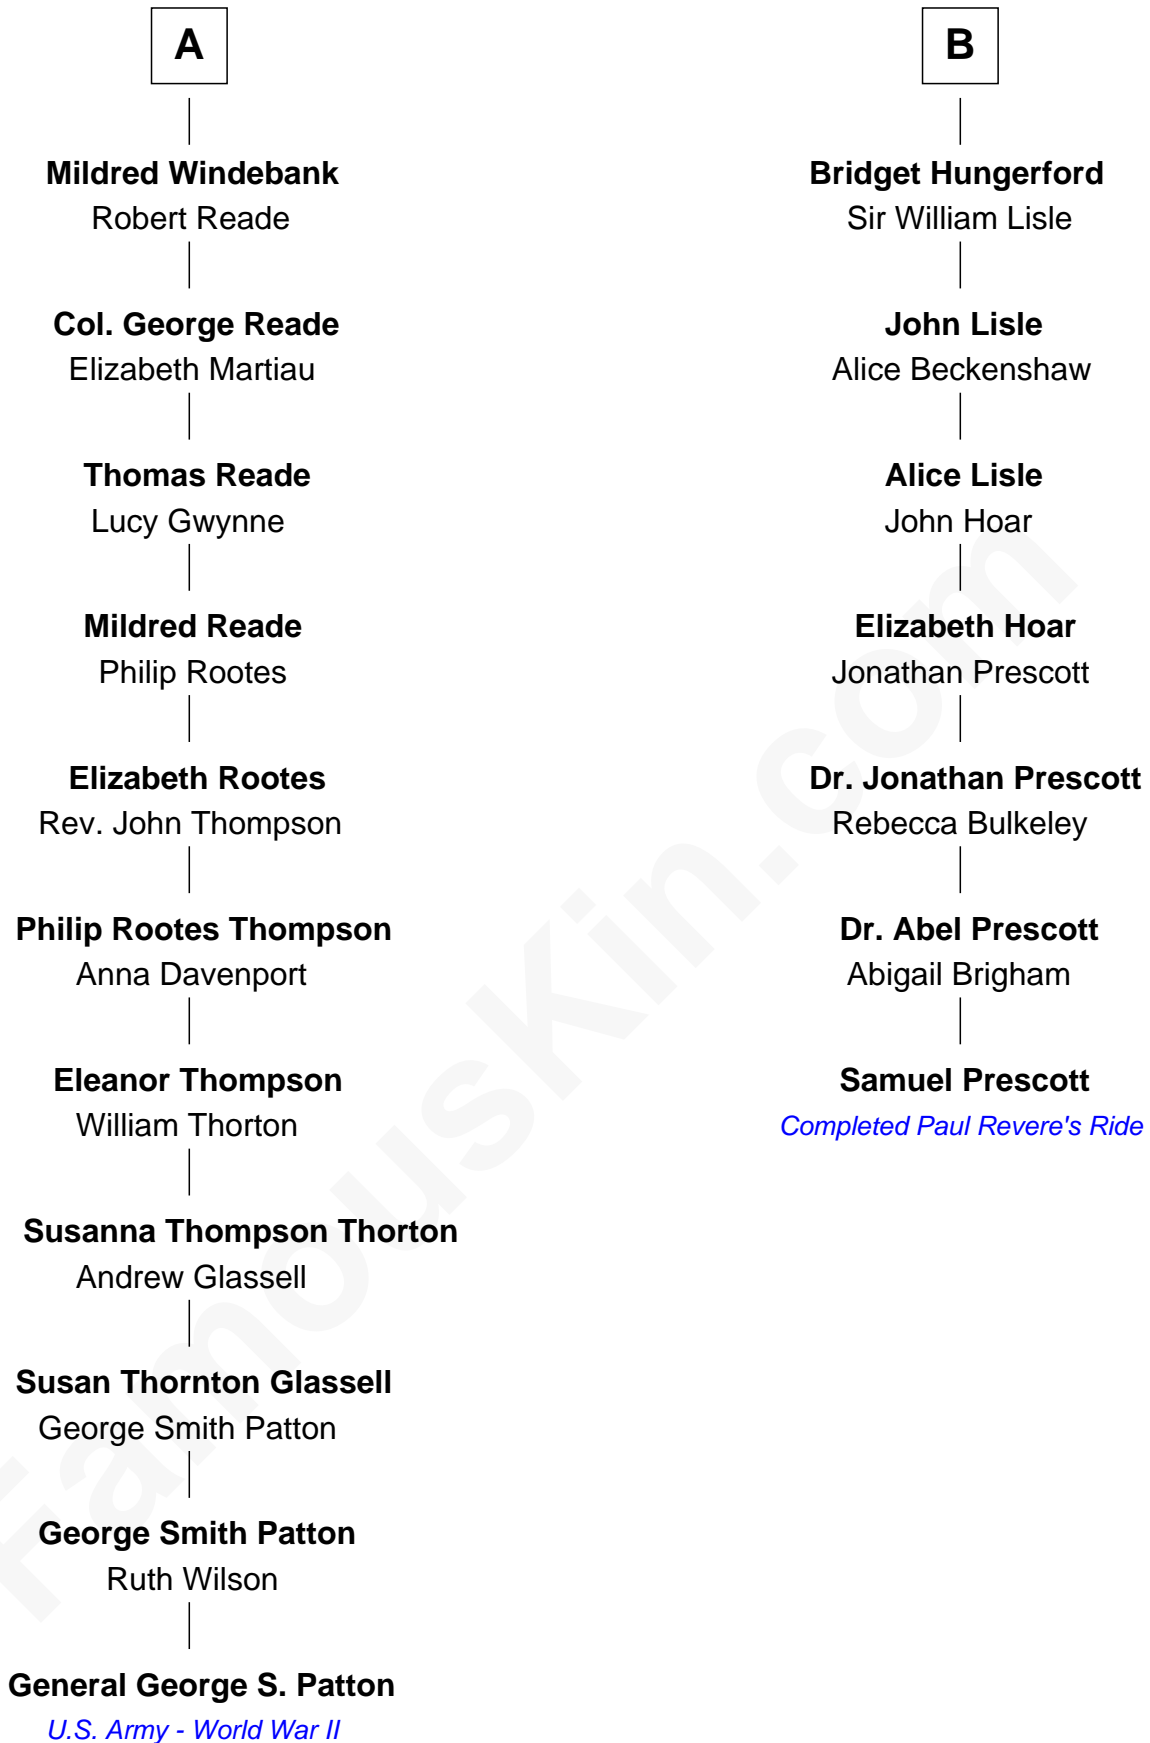 A
Mildred Windebank
Robert Reade
Col. George Reade
Elizabeth Martiau
Thomas Reade
Lucy Gwynne
Mildred Reade
Philip Rootes
Elizabeth Rootes
Rev. John Thompson
Philip Rootes Thompson
Anna Davenport
Eleanor Thompson
William Thorton
Susanna Thompson Thorton
Andrew Glassell
Susan Thornton Glassell
George Smith Patton
George Smith Patton
Ruth Wilson
General George S. Patton
U.S. Army - World War II
B
Bridget Hungerford
Sir William Lisle
John Lisle
Alice Beckenshaw
Alice Lisle
John Hoar
Elizabeth Hoar
Jonathan Prescott
Dr. Jonathan Prescott
Rebecca Bulkeley
Dr. Abel Prescott
Abigail Brigham
Samuel Prescott
Completed Paul Revere's Ride
FamousKin.com